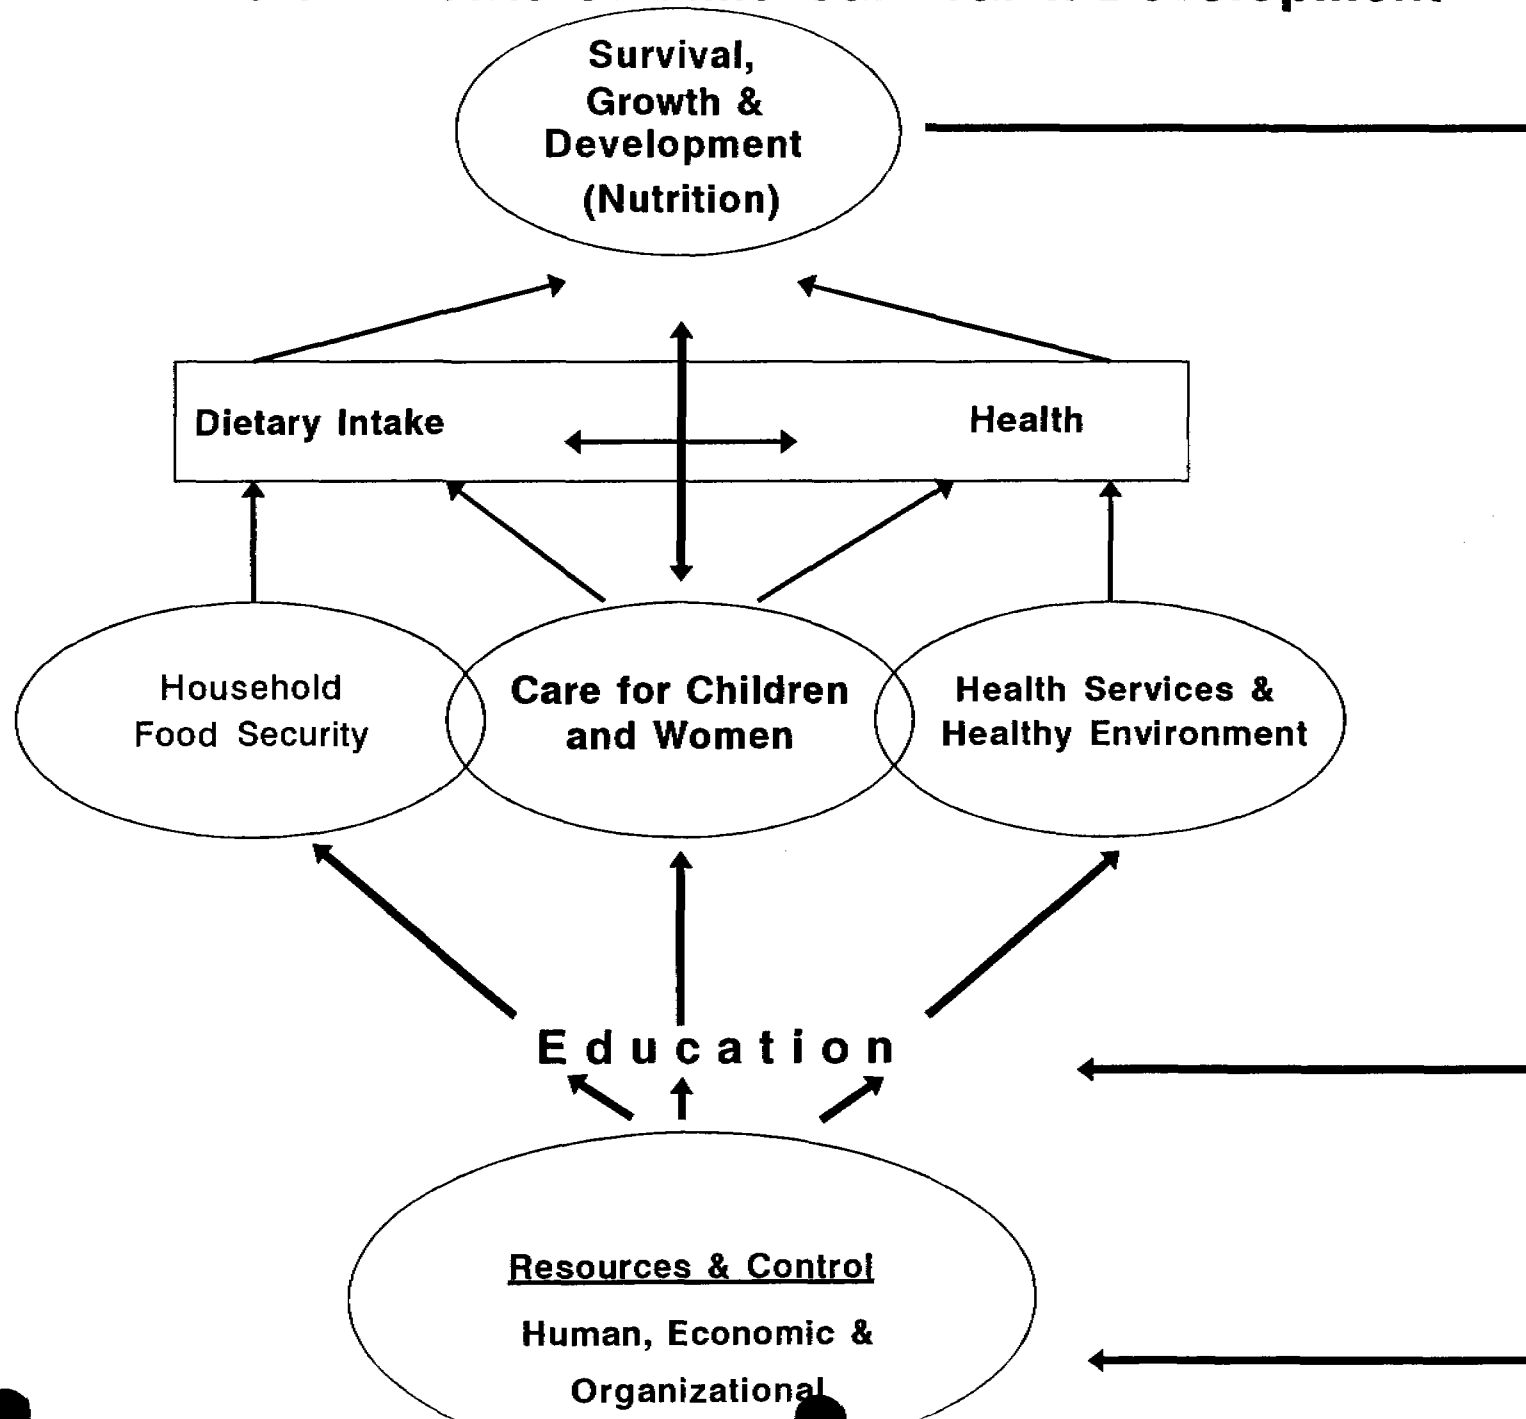 Development
Survival,
Growth &
Development
(Nutrition)
Dietary Intake
Health
Household
Food Security
Care for Children
and Women
Health Services &
Healthy Environment
Education
Resources & Control
Human, Economic &
Organizational